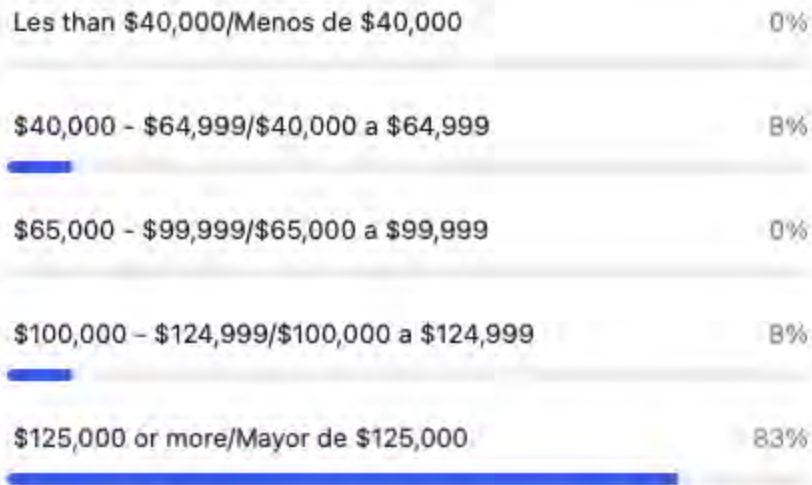 Les than $40,000/Menos de $40,000 0%
$40,000 - $64,999/$40,000 a $64,999 8%
$65,000 - $99,999/$65,000 a $99,999 0%
$100,000 - $124,999/$100,000 a $124,999 8%
$125,000 or more/Mayor de $125,000 83%